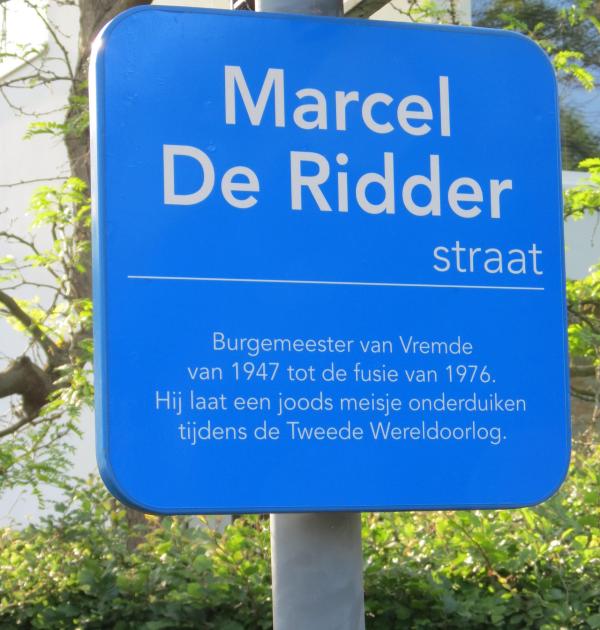 Marcel
De Ridder
straat
Burgemeester van Vremde
van 1947 tot de fusie van 1976.
Hij laat een joods meisje onderduiken
tijdens de Tweede Wereldoorlog.